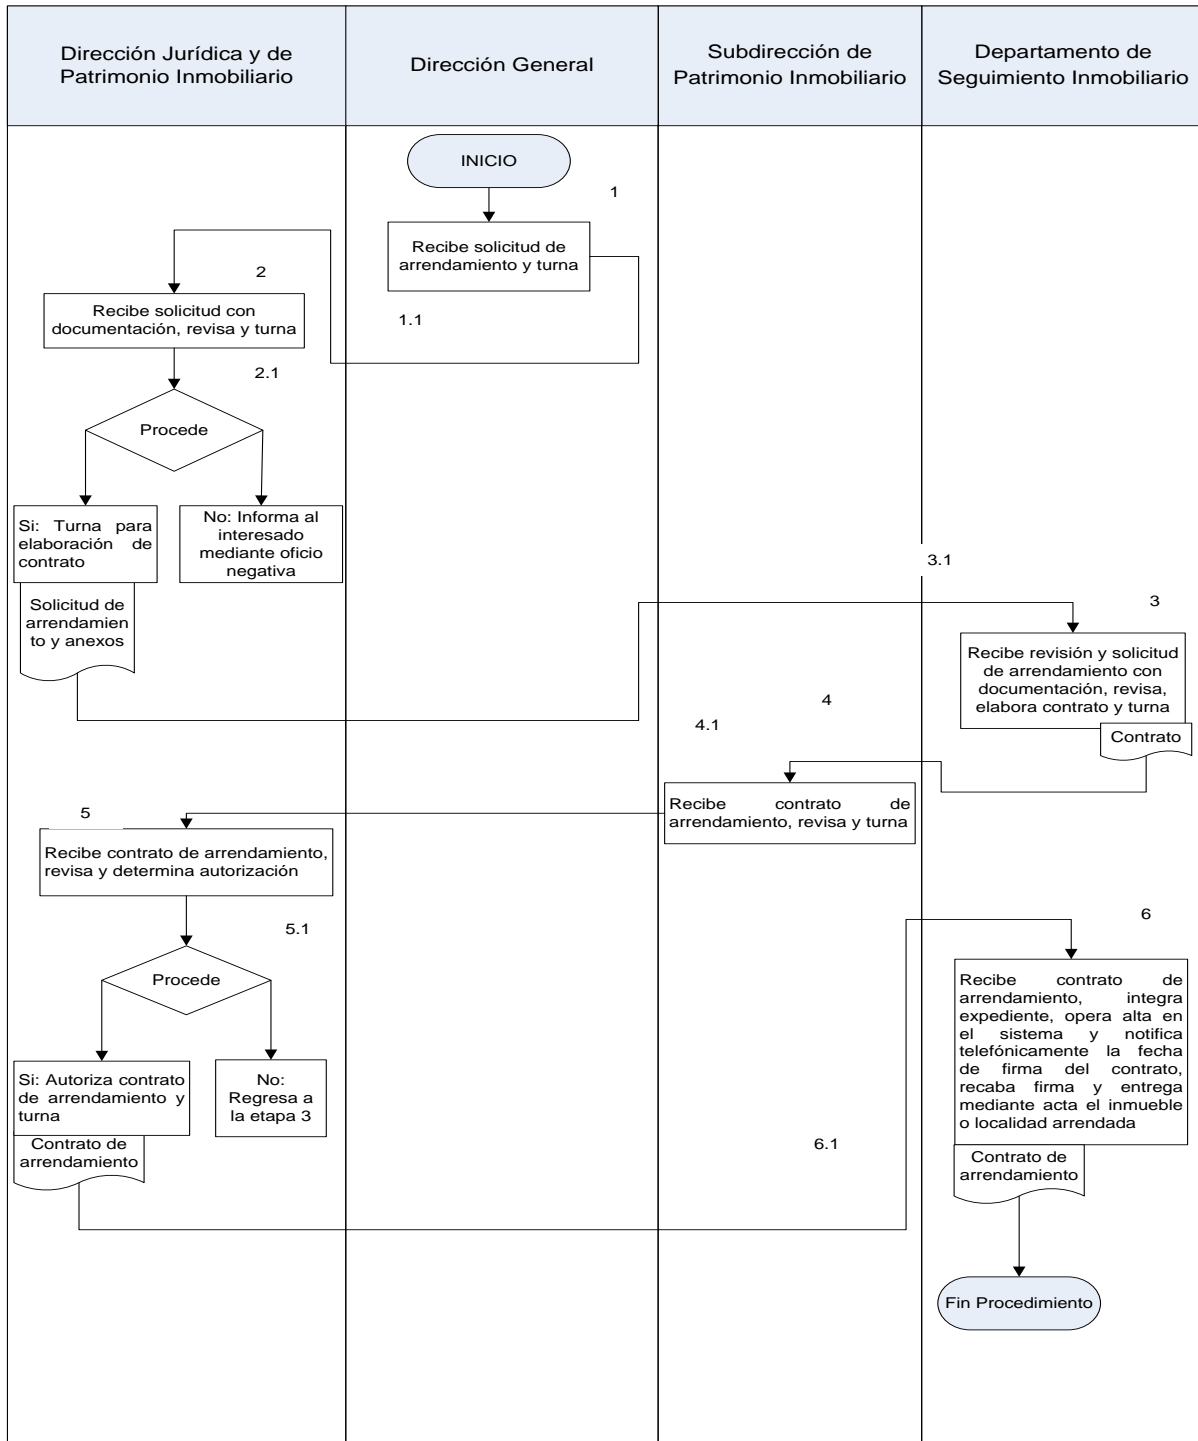 Dirección Jurídica y de
Patrimonio Inmobiliario
Dirección General
Subdirección de
Patrimonio Inmobiliario
Departamento de
Seguimiento Inmobiliario
INICIO
1
Recibe solicitud de
arrendamiento y turna
1.1
2
Recibe solicitud con
documentación, revisa y turna
2.1
Procede
Si: Turna para
elaboración de
contrato
No: Informa al
interesado
mediante oficio
negativa
Solicitud de
arrendamien
to y anexos
3.1
3
Recibe revisión y solicitud
de arrendamiento con
documentación, revisa,
elabora contrato y turna
Contrato
4
4.1
Recibe contrato de
arrendamiento, revisa y turna
5
Recibe contrato de arrendamiento,
revisa y determina autorización
5.1
Procede
Si: Autoriza contrato
de arrendamiento y
turna
No:
Regresa a
la etapa 3
Contrato de
arrendamiento
6
Recibe contrato de
arrendamiento, integra
expediente, opera alta en
el sistema y notifica
telefónicamente la fecha
de firma del contrato,
recaba firma y entrega
mediante acta el inmueble
o localidad arrendada
6.1
Contrato de
arrendamiento
Fin Procedimiento